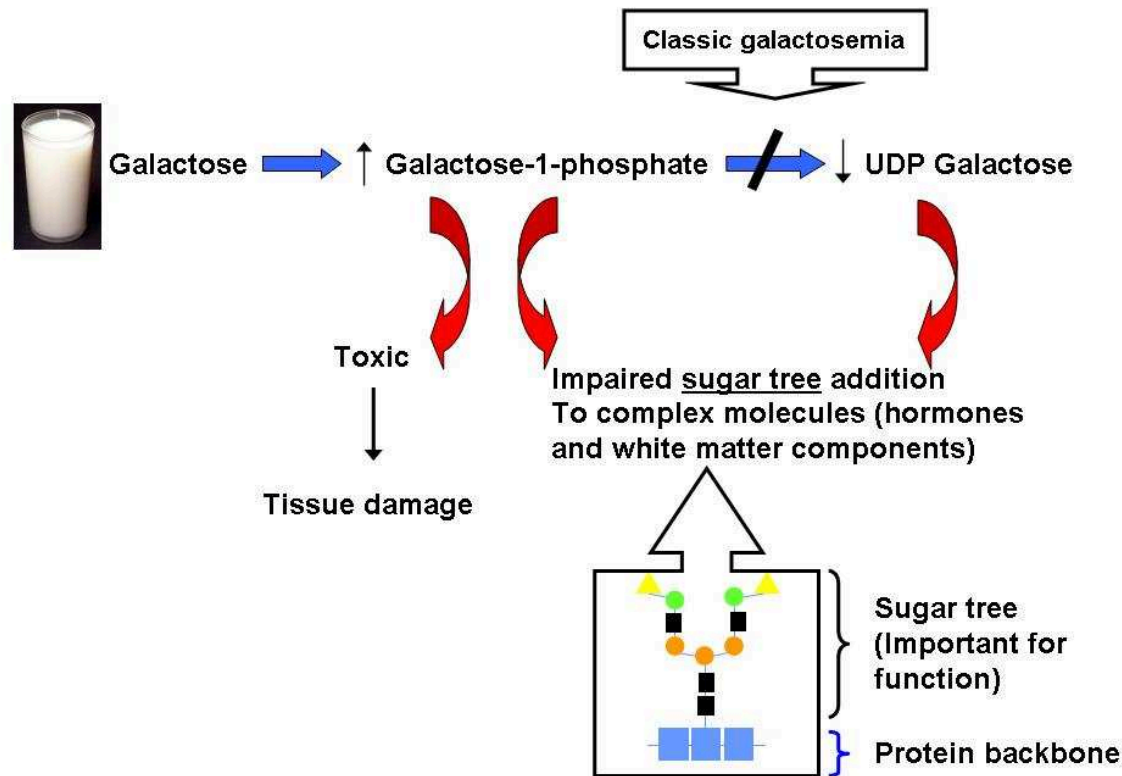 Classic galactosemia
Galactose ↑ Galactose-1-phosphate ↓ UDP Galactose
Toxic
Tissue damage
Impaired sugar tree addition
To complex molecules (hormones
and white matter components)
Sugar tree
(Important for
function)
Protein backbone